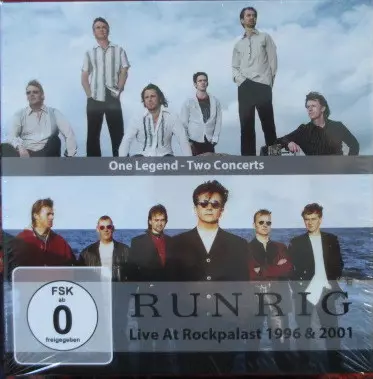 One Legend - Two Concerts
FSK
ab
0
freigegeben
RUNRIG
Live At Rockpalast 1996 & 2001